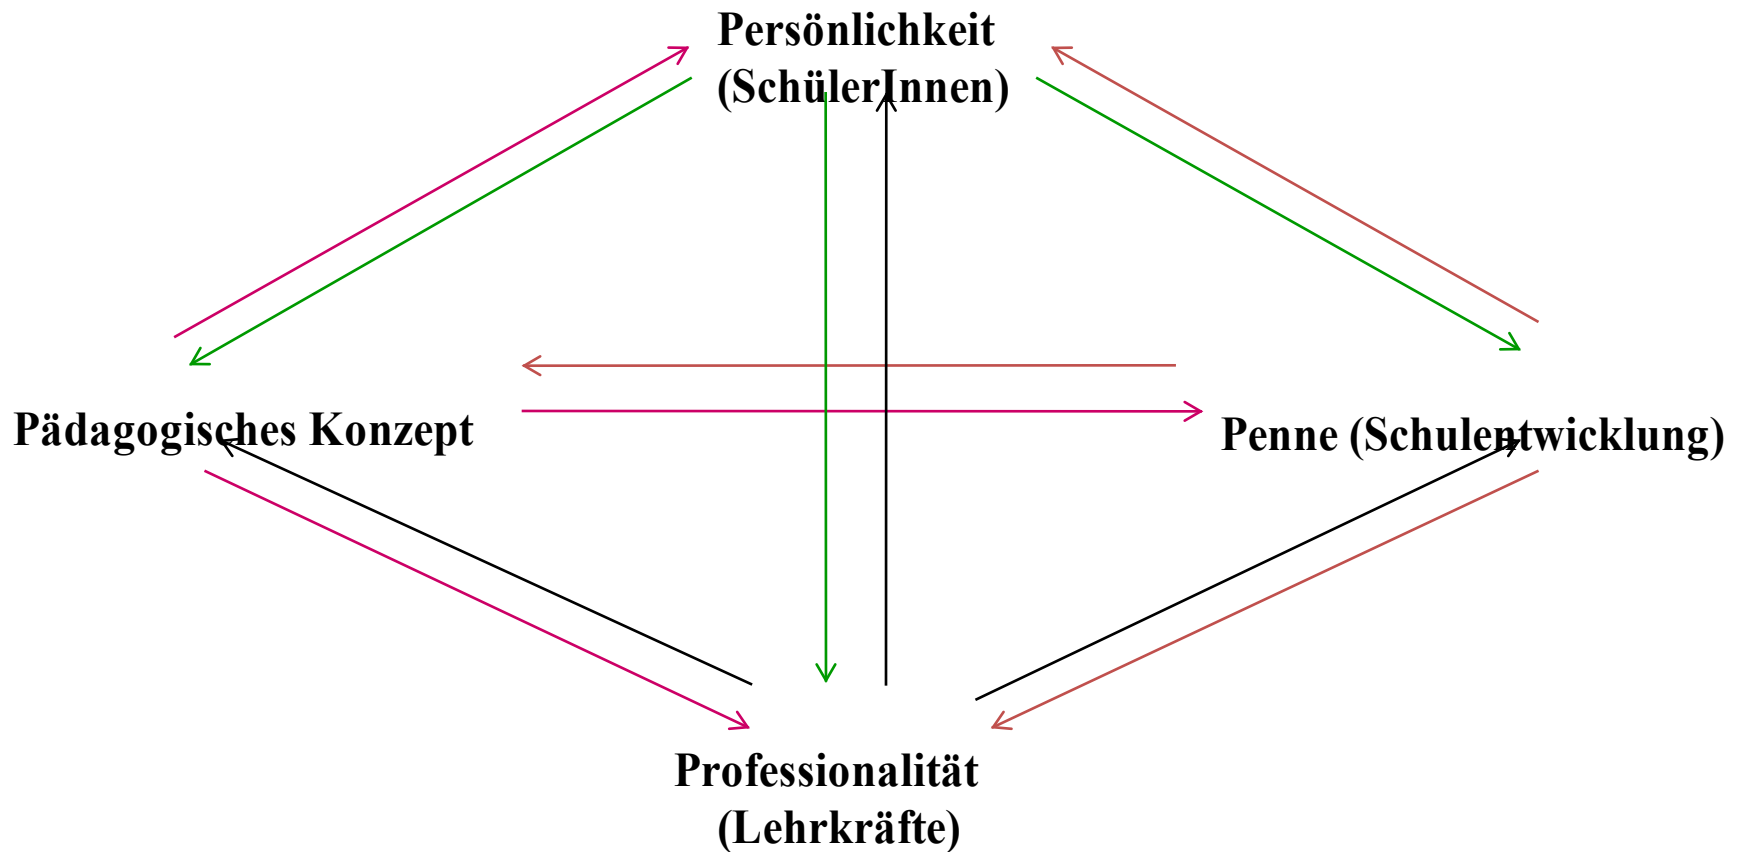 Persönlichkeit
(SchülerInnen)
Pädagogisches Konzept
Penne (Schulentwicklung)
Professionalität
(Lehrkräfte)